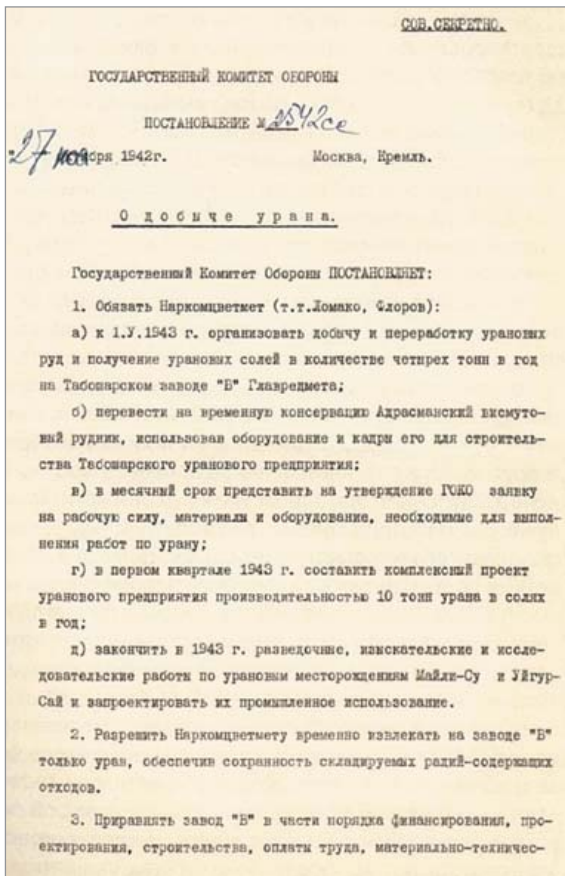 СОВ.СЕКРЕТНО.
ГОСУДАРСТВЕННЫЙ КОМИТЕТ ОБОРОНЫ
ПОСТАНОВЛЕНИЕ № 2542сс
"27 ноября 1942г. Москва, Кремль.
О добыче урана.
Государственный Комитет Обороны ПОСТАНОВЛЯЕТ:
1. Обязать Наркомцветмет (т.т.Ломако, Флоров):
а) к 1.У.1943 г. организовать добычу и переработку урановых
руд и получение урановых солей в количестве четырех тонн в год
на Табошарском заводе "В" Главредмета;
б) перевести на временную консервацию Адрасманский висмуто-
вый рудник, использовав оборудование и кадры его для строитель-
ства Табошарского уранового предприятия;
в) в месячный срок представить на утверждение ГОКО заявку
на рабочую силу, материалы и оборудование, необходимые для выпол-
нения работ по урану;
г) в первом квартале 1943 г. составить комплексный проект
уранового предприятия производительностью 10 тонн урана в солях
в год;
д) закончить в 1943 г. разведочные, изыскательские и иссле-
довательские работы по урановым месторождениям Майли-Су и Уйгур-
Сай и запроектировать их промышленное использование.
2. Разрешить Наркомцветмету временно извлекать на заводе "В"
только уран, обеспечив сохранность складируемых радий-содержащих
отходов.
3. Приравнять завод "В" в части порядка финансирования, про-
ектирования, строительства, оплаты труда, материально-техничес-